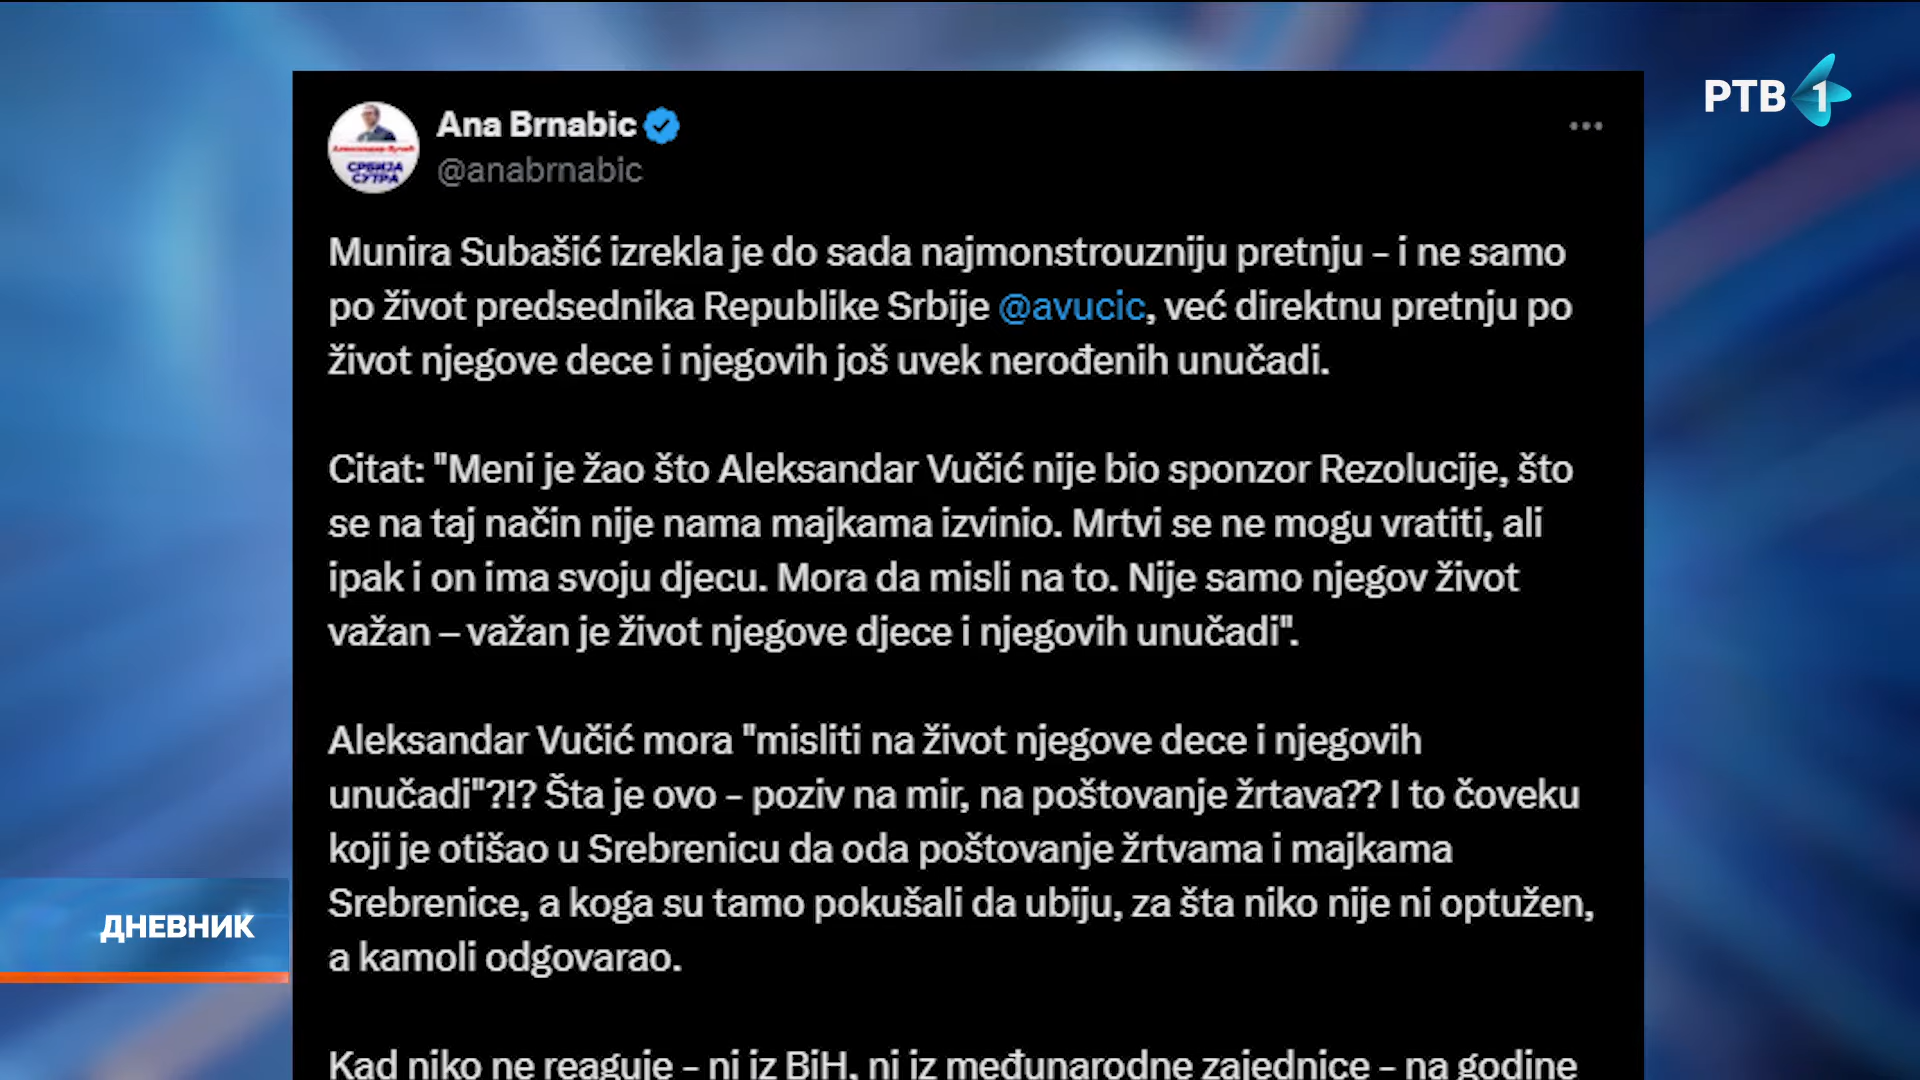 Ana Brnabic
@anabrnabic
РТВ 1
СРБИЈА
СУТРА
Munira Subašić izrekla je do sada najmonstrouzniju pretnju – i ne samo
po život predsednika Republike Srbije @avucic, već direktnu pretnju po
život njegove dece i njegovih još uvek nerođenih unučadi.
Citat: "Meni je žao što Aleksandar Vučić nije bio sponzor Rezolucije, što
se na taj način nije nama majkama izvinio. Mrtvi se ne mogu vratiti, ali
ipak i on ima svoju djecu. Mora da misli na to. Nije samo njegov život
važan – važan je život njegove djece i njegovih unučadi".
Aleksandar Vučić mora "misliti na život njegove dece i njegovih
unučadi"?!? Šta je ovo – poziv na mir, na poštovanje žrtava?? I to čoveku
koji je otišao u Srebrenicu da oda poštovanje žrtvama i majkama
Srebrenice, a koga su tamo pokušali da ubiju, za šta niko nije ni optužen,
a kamoli odgovarao.
ДНЕВНИК
Kad niko ne reaguje – ni iz BiH, ni iz međunarodne zajednice – na godine